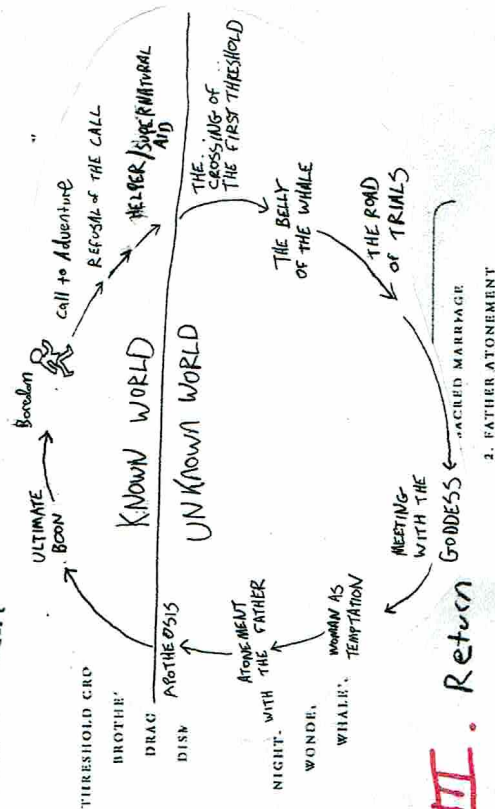 Boredom
Call to Adventure
REFUSAL OF THE CALL
HELPER/SUPERNATURAL
AID
ULTIMATE
BOON
KNOWN WORLD
UNKNOWN WORLD
THE
CROSSING OF
THE FIRST THRESHOLD
THE BELLY
OF THE WHALE
THE ROAD
OF TRIALS
MEETING
WITH THE
GODDESS
WOMAN AS
TEMPTATION
ATONEMENT
WITH THE FATHER
APOTHEOSIS
THRESHOLD CRO
BROTHE
DRAG
DISM
NIGHT-
WONDE
WHALE'
SACRED MARRIAGE
2. FATHER ATONEMENT
III. Return